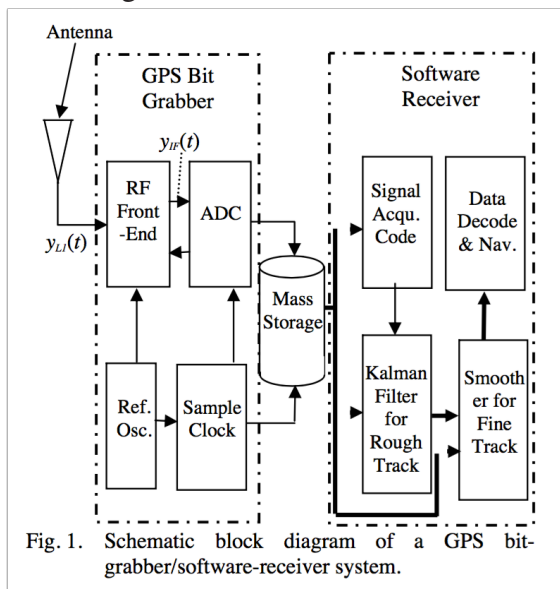 Antenna
GPS Bit
Grabber
Software
Receiver
y_IF(t)
RF
Front
-End
ADC
y_L1(t)
Mass
Storage
Signal
Acqu.
Code
Data
Decode
& Nav.
Ref.
Osc.
Sample
Clock
Kalman
Filter
for
Rough
Track
Smooth
er for
Fine
Track
Fig. 1. Schematic block diagram of a GPS bit-
grabber/software-receiver system.